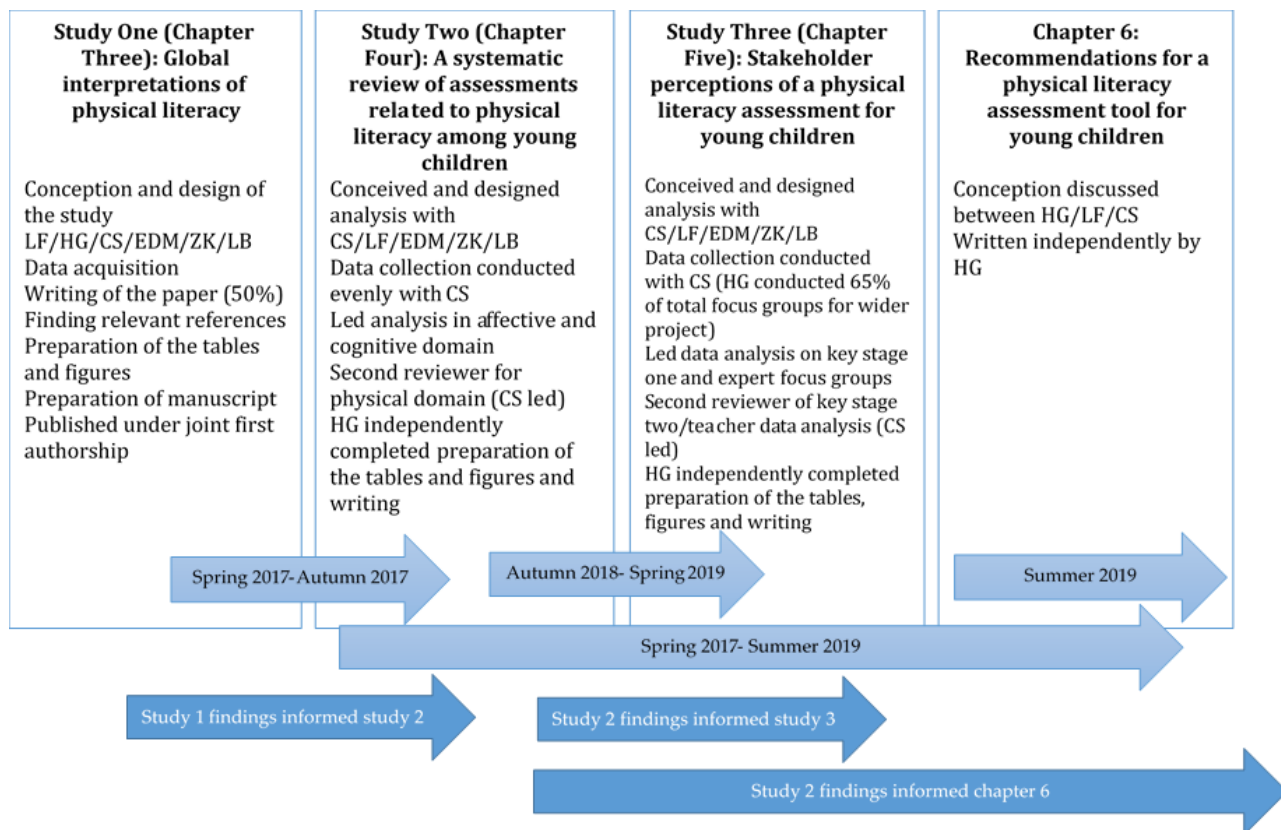 Study One (Chapter
Three): Global
interpretations of
physical literacy
Conception and design of
the study
LF/HG/CS/EDM/ZK/LB
Data acquisition
Writing of the paper (50%)
Finding relevant references
Preparation of the tables
and figures
Preparation of manuscript
Published under joint first
authorship
Study Two (Chapter
Four): A systematic
review of assessments
related to physical
literacy among young
children
Conceived and designed
analysis with
CS/LF/EDM/ZK/LB
Data collection conducted
evenly with CS
Led analysis in affective and
cognitive domain
Second reviewer for
physical domain (CS led)
HG independently
completed preparation of
the tables and figures and
writing
Study Three (Chapter
Five): Stakeholder
perceptions of a physical
literacy assessment for
young children
Conceived and designed
analysis with
CS/LF/EDM/ZK/LB
Data collection conducted
with CS (HG conducted 65%
of total focus groups for wider
project)
Led data analysis on key stage
one and expert focus groups
Second reviewer of key stage
two/teacher data analysis (CS
led)
HG independently completed
preparation of the tables,
figures and writing
Chapter 6:
Recommendations for a
physical literacy
assessment tool for
young children
Conception discussed
between HG/LF/CS
Written independently by
HG
Spring 2017-Autumn 2017
Autumn 2018- Spring 2019
Summer 2019
Spring 2017- Summer 2019
Study 1 findings informed study 2
Study 2 findings informed study 3
Study 2 findings informed chapter 6